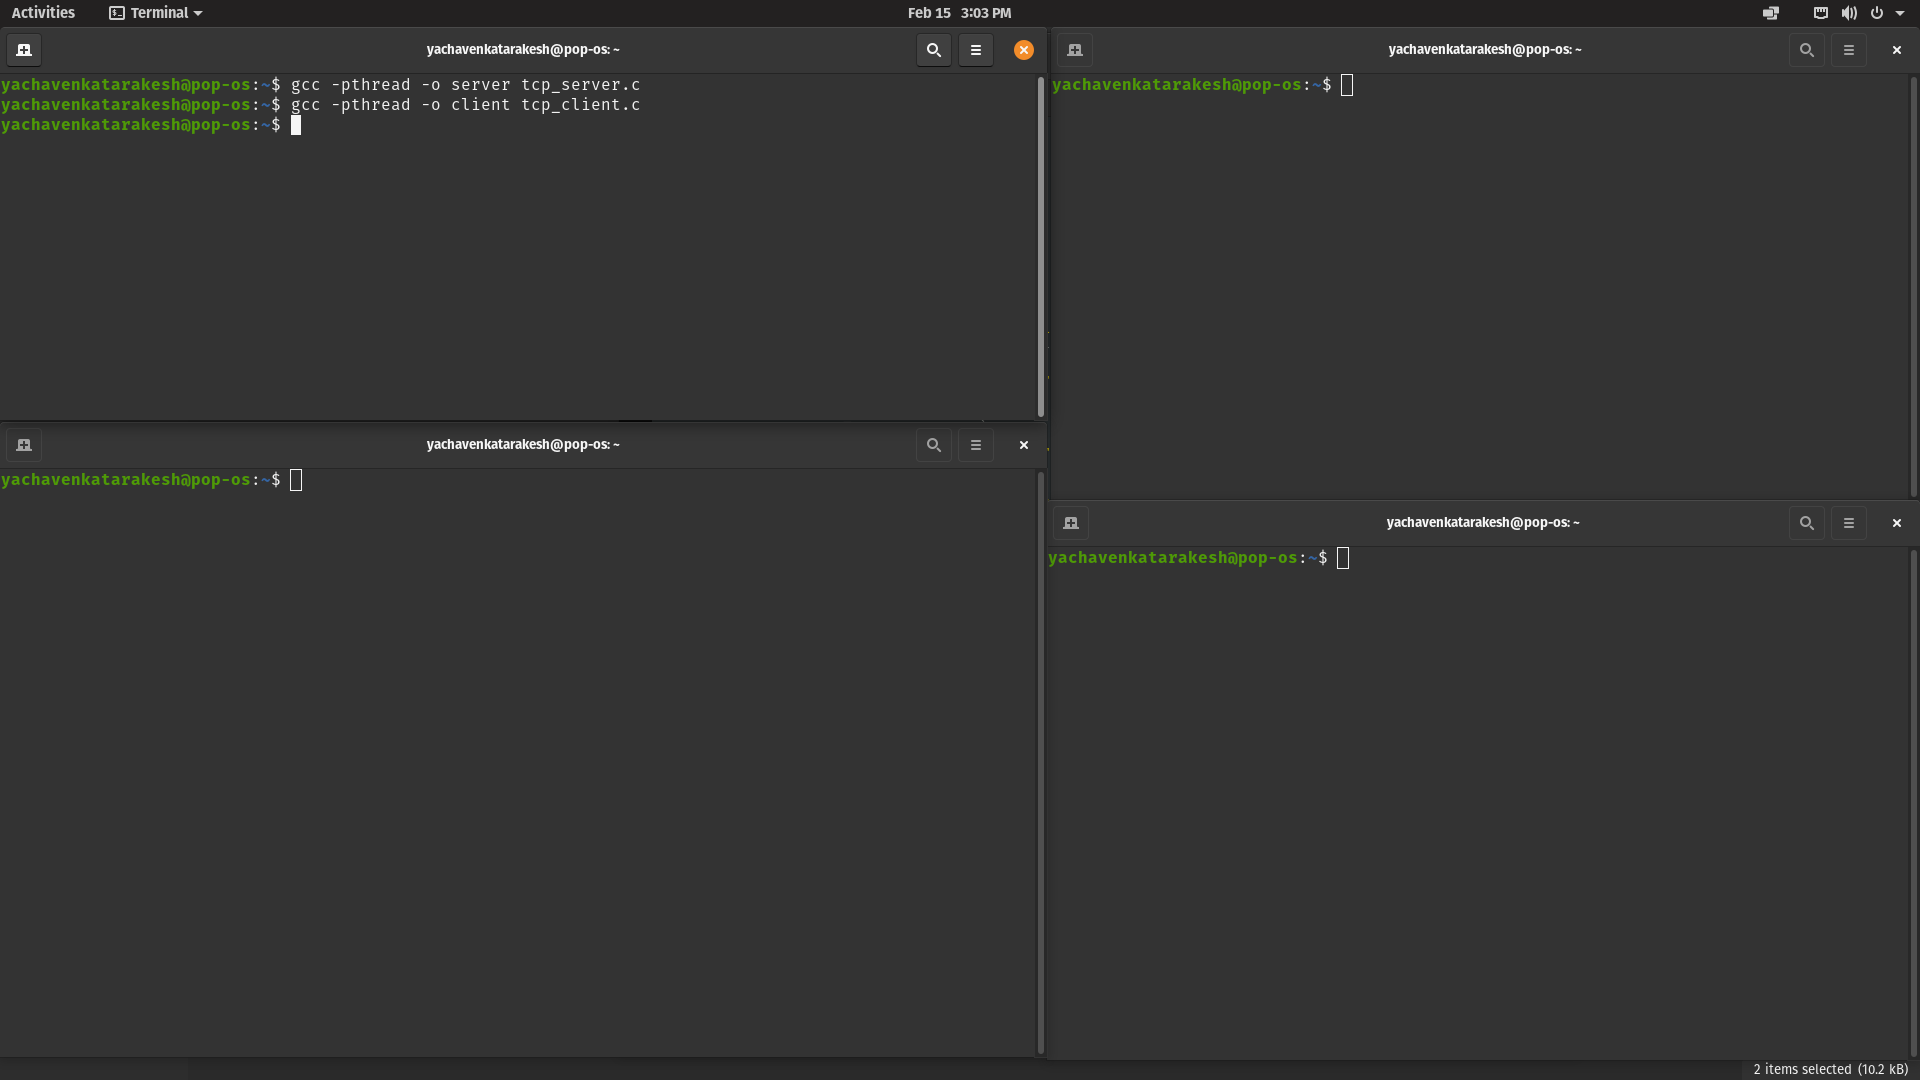 Activities Terminal Feb 15 3:03 PM
yachavenkatarakesh@pop-os: ~
yachavenkatarakesh@pop-os:~$ gcc -pthread -o server tcp_server.c
yachavenkatarakesh@pop-os:~$ gcc -pthread -o client tcp_client.c
yachavenkatarakesh@pop-os:~$
yachavenkatarakesh@pop-os: ~
yachavenkatarakesh@pop-os:~$
yachavenkatarakesh@pop-os: ~
yachavenkatarakesh@pop-os:~$
yachavenkatarakesh@pop-os: ~
yachavenkatarakesh@pop-os:~$
2 items selected (10.2 kB)